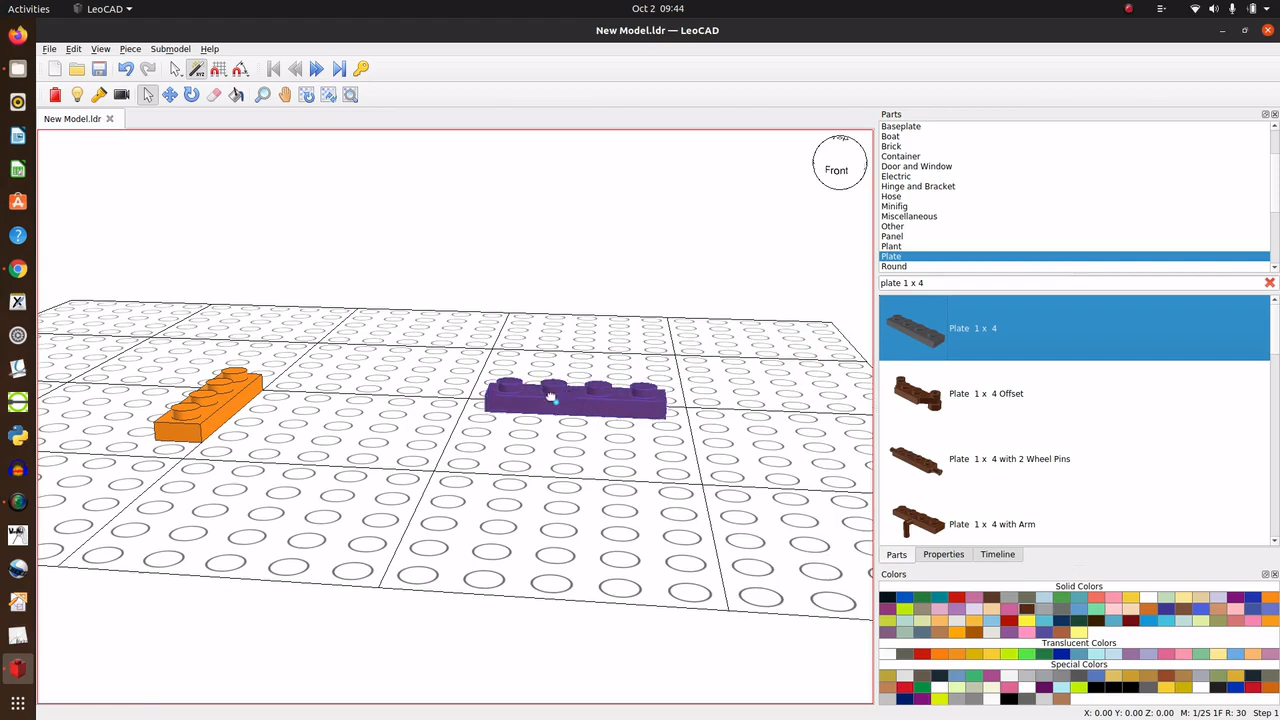 Activities
LeoCAD
Oct 2 09:44
New Model.ldr — LeoCAD
File Edit View Piece Submodel Help
New Model.ldr
Front
Parts
Baseplate
Boat
Brick
Container
Door and Window
Electric
Hinge and Bracket
Hose
Minifig
Miscellaneous
Other
Panel
Plant
Plate
Round
plate 1 x 4
Plate 1 x 4
Plate 1 x 4 Offset
Plate 1 x 4 with 2 Wheel Pins
Plate 1 x 4 with Arm
Parts Properties Timeline
Colors
Solid Colors
Translucent Colors
Special Colors
X: 0.00 Y: 0.00 Z: 0.00 M: 1/2S 1F R: 30 Step 1